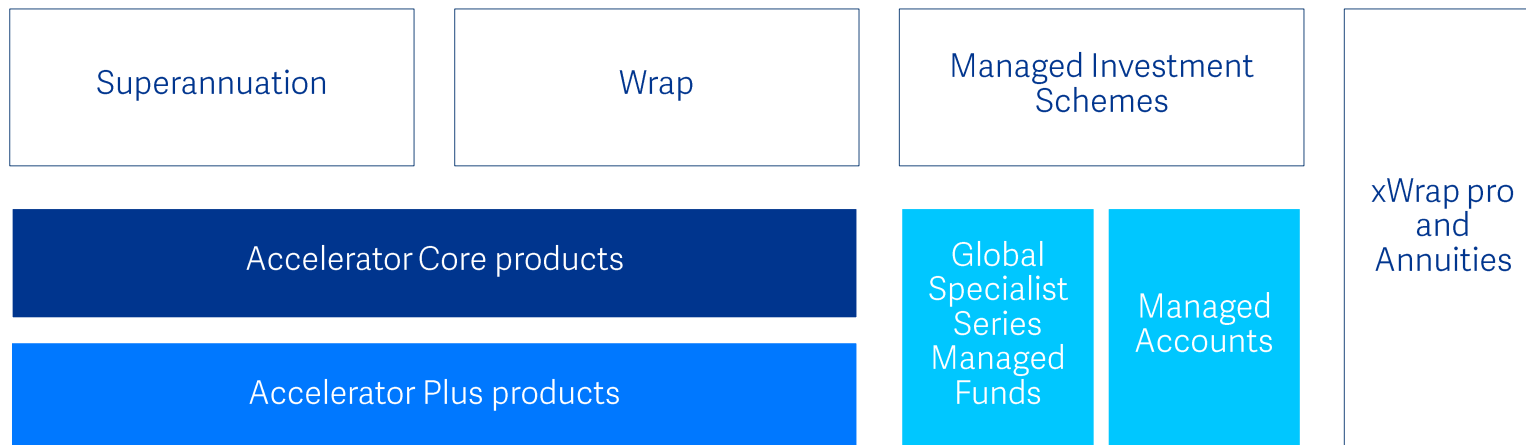 Superannuation
Wrap
Managed Investment
Schemes
xWrap pro
and
Annuities
Accelerator Core products
Accelerator Plus products
Global
Specialist
Series
Managed
Funds
Managed
Accounts